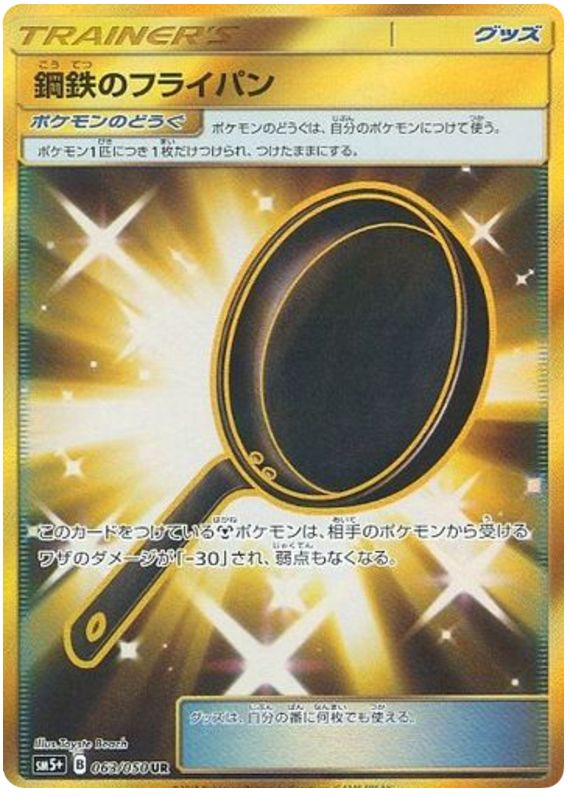 TRAINER'S
グッズ
鋼鉄のフライパン
ポケモンのどうぐ
ポケモンのどうぐは、自分のポケモンにつけて使う。
ポケモン1匹につき1枚だけつけられ、つけたままにする。
このカードをつけているポケモンは、相手のポケモンから受ける
ワザのダメージが「-30」され、弱点もなくなる。
グッズは、自分の番に何枚でも使える。
illus. Toyste Beach
SM5+ B 063/050 UR